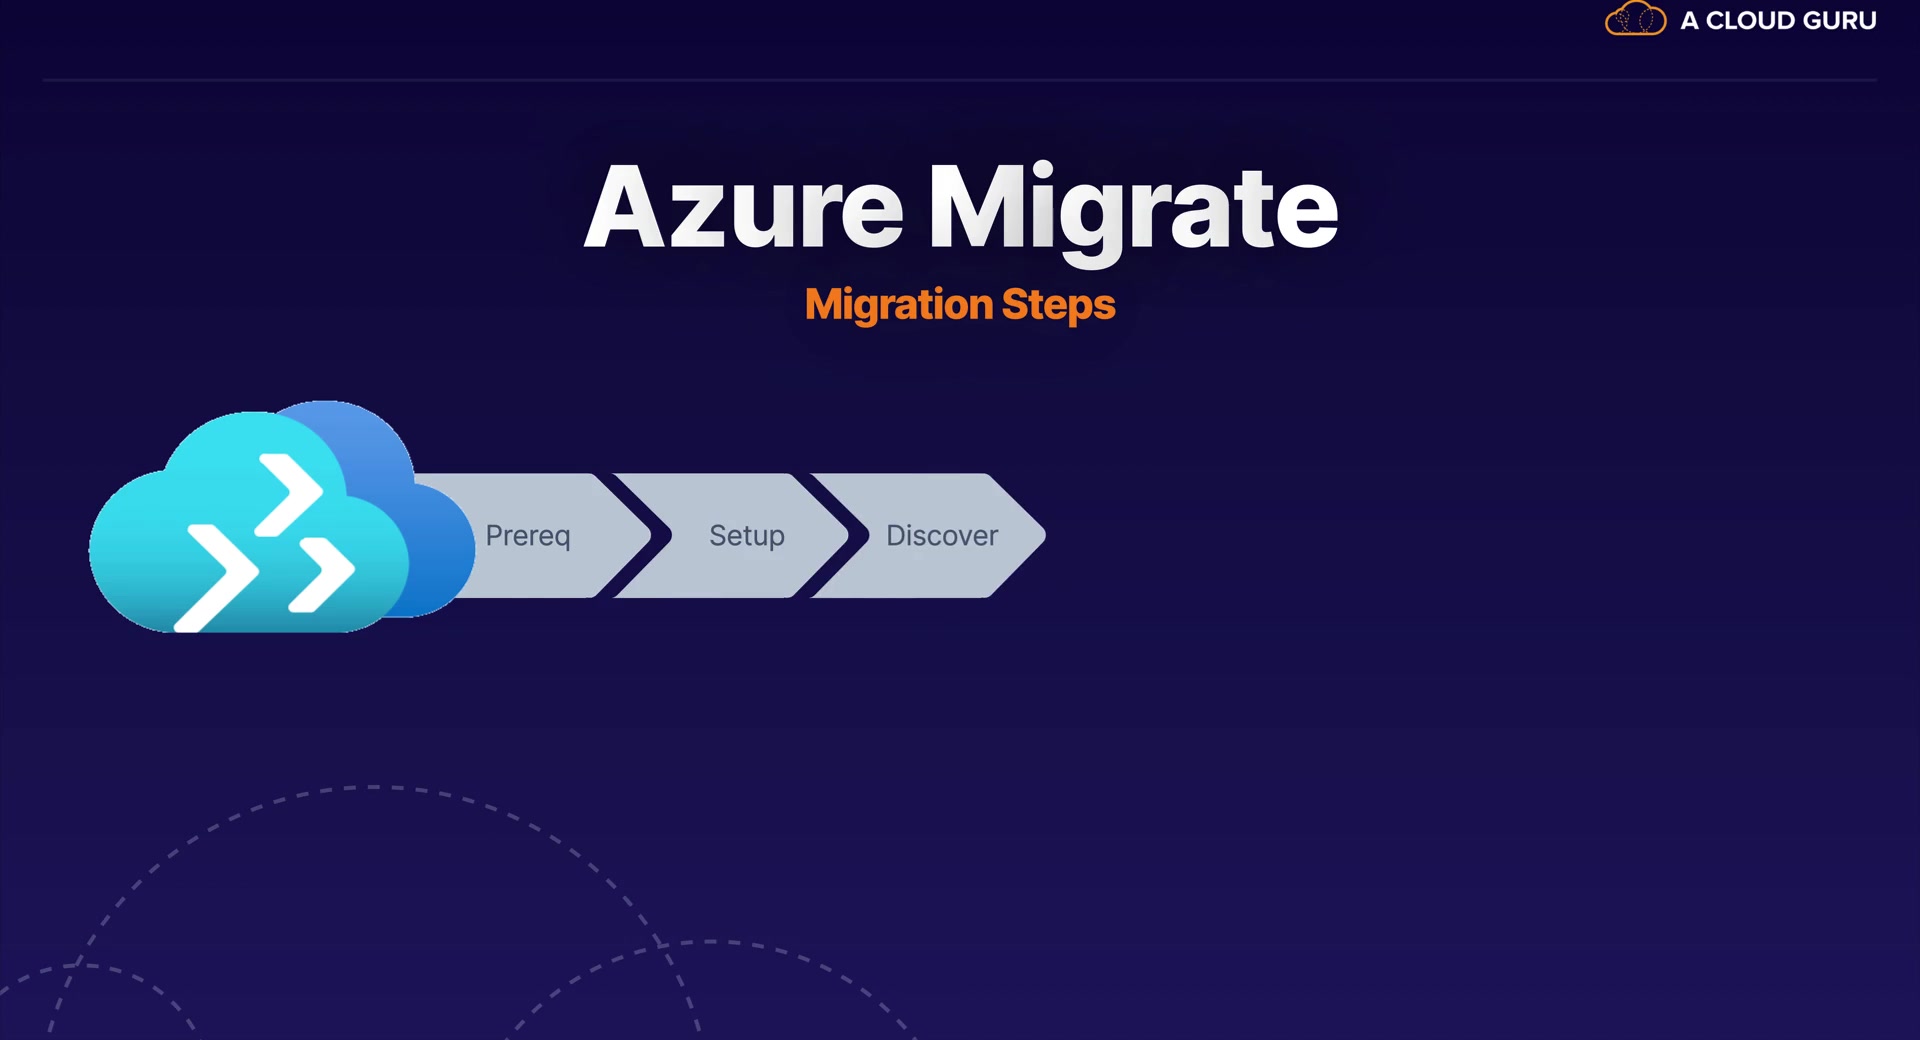 A CLOUD GURU
Azure Migrate
Migration Steps
Prereq
Setup
Discover